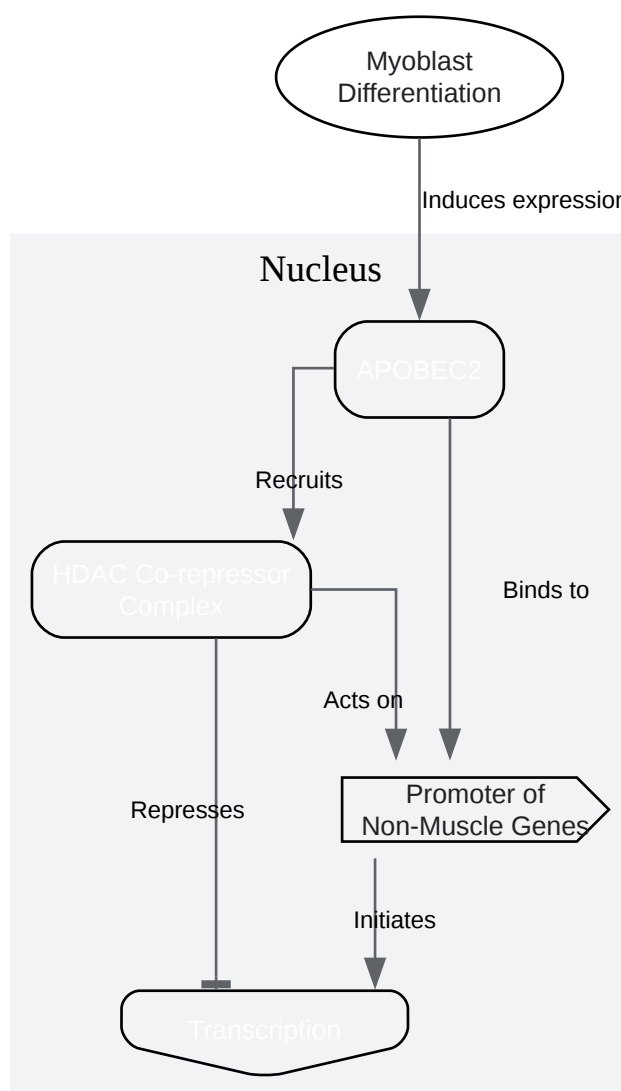 Myoblast
Differentiation
Induces expression
Nucleus
APOBEC2
Recruits
HDAC Co-repressor
Complex
Binds to
Acts on
Promoter of
Non-Muscle Genes
Represses
Initiates
Transcription